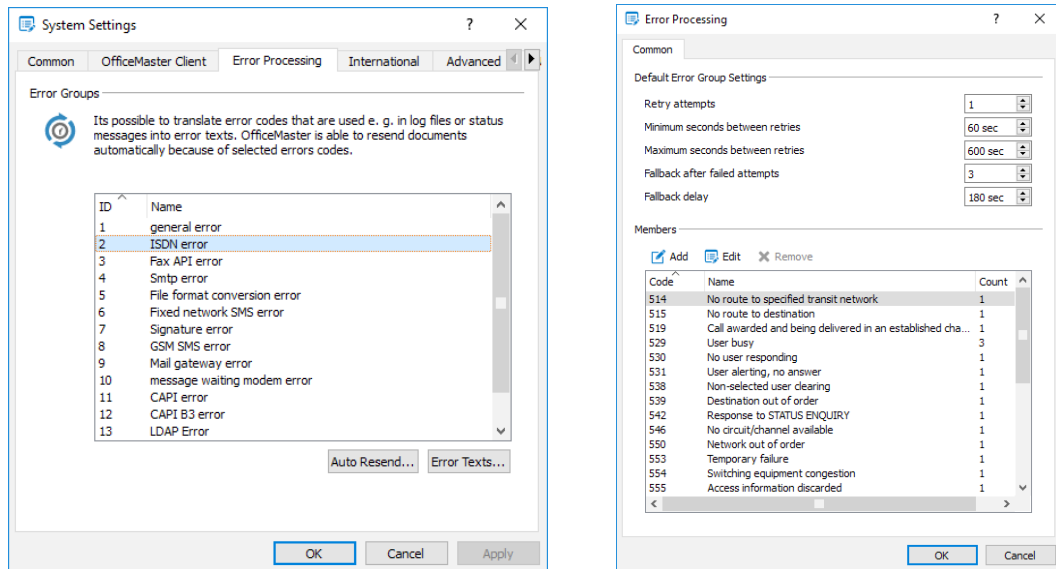 System Settings
?
Common
OfficeMaster Client
Error Processing
International
Advanced
Error Groups
Its possible to translate error codes that are used e. g. in log files or status
messages into error texts. OfficeMaster is able to resend documents
automatically because of selected errors codes.
ID Name
1 general error
2 ISDN error
3 Fax API error
4 Smtp error
5 File format conversion error
6 Fixed network SMS error
7 Signature error
8 GSM SMS error
9 Mail gateway error
10 message waiting modem error
11 CAPI error
12 CAPI B3 error
13 LDAP Error
Auto Resend... Error Texts...
OK Cancel Apply
Error Processing
?
Common
Default Error Group Settings
Retry attempts 1
Minimum seconds between retries 60 sec
Maximum seconds between retries 600 sec
Fallback after failed attempts 3
Fallback delay 180 sec
Members
Add Edit Remove
Code Name Count
514 No route to specified transit network 1
515 No route to destination 1
519 Call awarded and being delivered in an established cha... 1
529 User busy 3
530 No user responding 1
531 User alerting, no answer 1
538 Non-selected user clearing 1
539 Destination out of order 1
542 Response to STATUS ENQUIRY 1
546 No circuit/channel available 1
550 Network out of order 1
553 Temporary failure 1
554 Switching equipment congestion 1
555 Access information discarded 1
OK Cancel